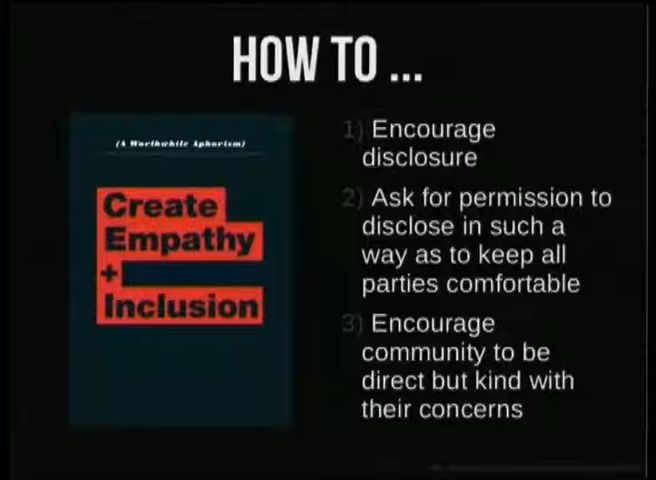 HOW TO ...
(A Worthwhile Aphorism)
Create
Empathy
+
Inclusion
1) Encourage
disclosure
2) Ask for permission to
disclose in such a
way as to keep all
parties comfortable
3) Encourage
community to be
direct but kind with
their concerns